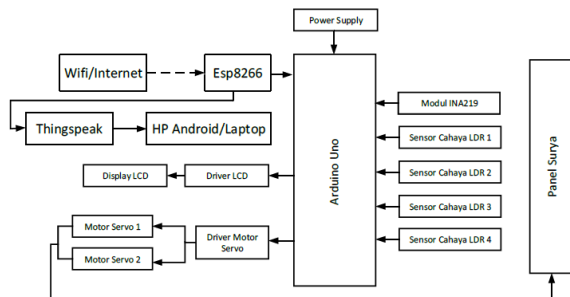 Power Supply
Wifi/Internet
Esp8266
Thingspeak
HP Android/Laptop
Display LCD
Driver LCD
Motor Servo 1
Motor Servo 2
Driver Motor
Servo
Arduino Uno
Modul INA219
Sensor Cahaya LDR 1
Sensor Cahaya LDR 2
Sensor Cahaya LDR 3
Sensor Cahaya LDR 4
Panel Surya